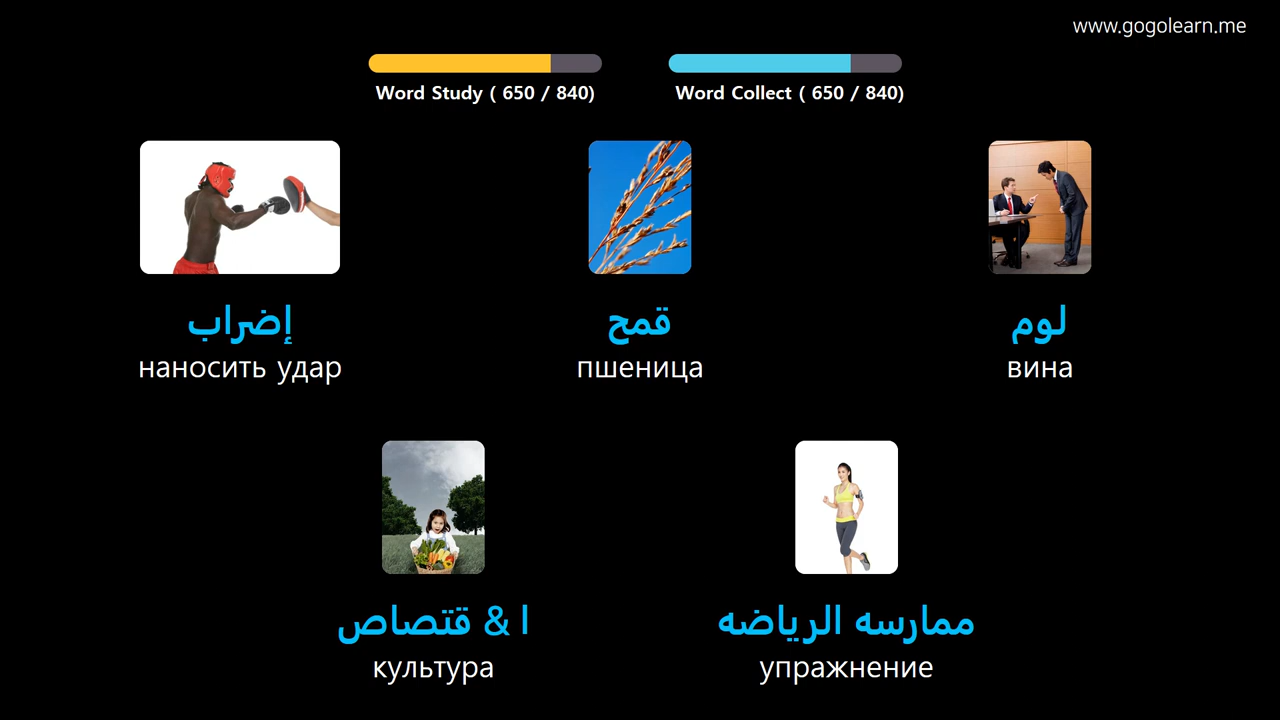 www.gogolearn.me
Word Study ( 650 / 840)
Word Collect ( 650 / 840)
إضراب
наносить удар
قمح
пшеница
لوم
вина
ا & قتصاص
культура
ممارسه الرياضه
упражнение